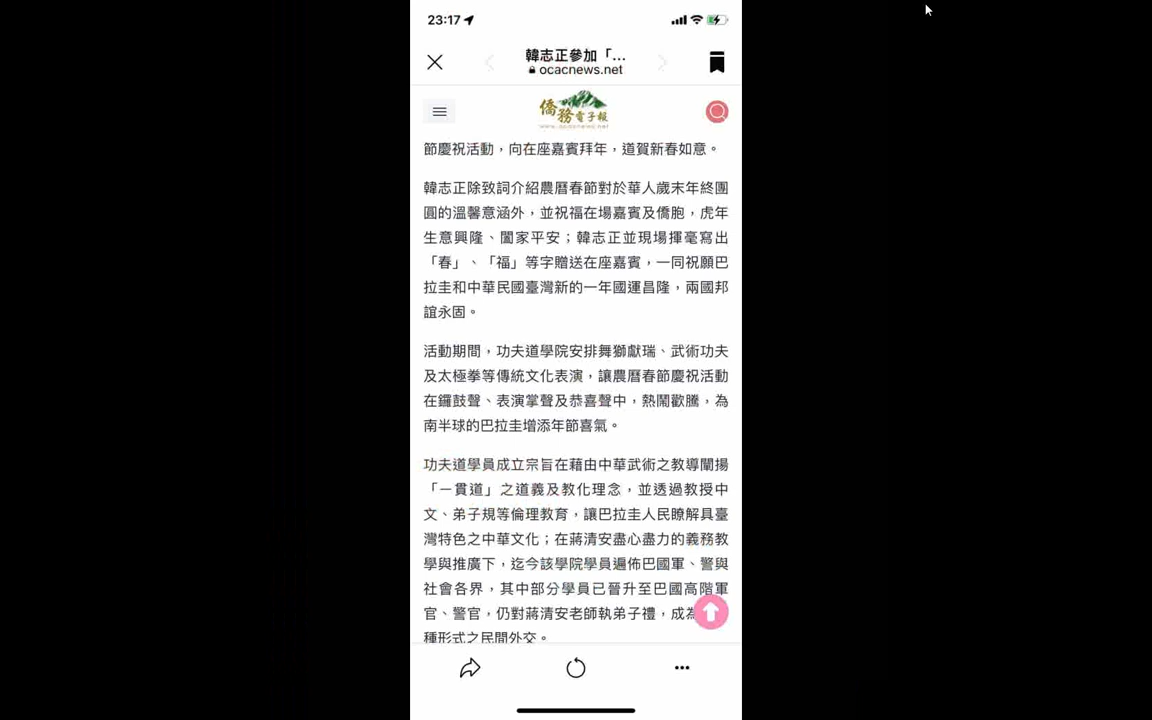 23:17
韓志正參加「...
ocacnews.net
僑務電子報
節慶祝活動，向在座嘉賓拜年，道賀新春如意。
韓志正除致詞介紹農曆春節對於華人歲末年終團
圓的溫馨意涵外，並祝福在場嘉賓及僑胞，虎年
生意興隆、闔家平安；韓志正並現場揮毫寫出
「春」、「福」等字贈送在座嘉賓，一同祝願巴
拉圭和中華民國臺灣新的一年國運昌隆，兩國邦
誼永固。
活動期間，功夫道學院安排舞獅獻瑞、武術功夫
及太極拳等傳統文化表演，讓農曆春節慶祝活動
在鑼鼓聲、表演掌聲及恭喜聲中，熱鬧歡騰，為
南半球的巴拉圭增添年節喜氣。
功夫道學員成立宗旨在藉由中華武術之教導闡揚
「一貫道」之道義及教化理念，並透過教授中
文、弟子規等倫理教育，讓巴拉圭人民瞭解具臺
灣特色之中華文化；在蔣清安盡心盡力的義務教
學與推廣下，迄今該學院學員遍佈巴國軍、警與
社會各界，其中部分學員已晉升至巴國高階軍
官、警官，仍對蔣清安老師執弟子禮，成為
種形式之民間外交。